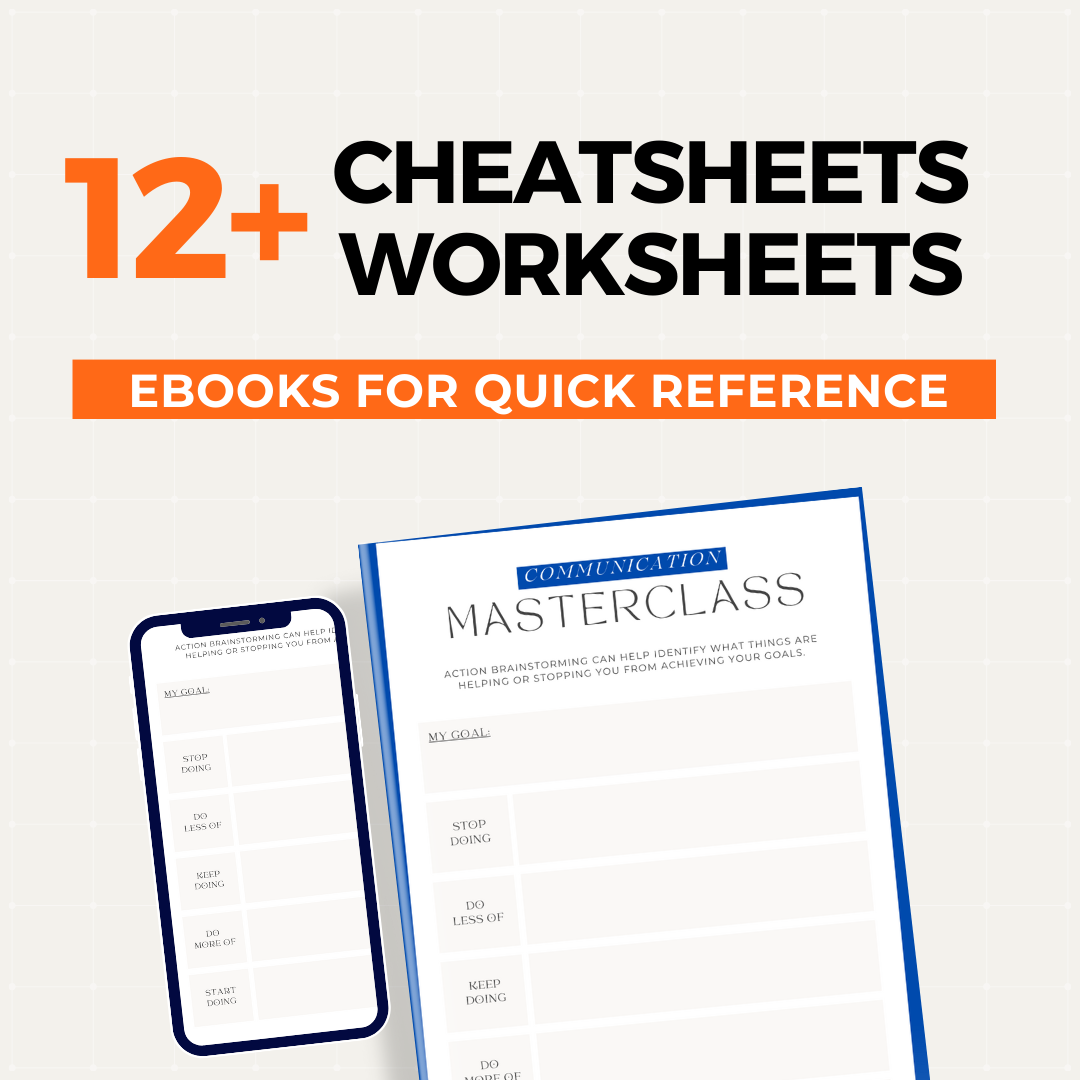 12+
CHEATSHEETS
WORKSHEETS
EBOOKS FOR QUICK REFERENCE
COMMUNICATION
MASTERCLASS
ACTION BRAINSTORMING CAN HELP IDENTIFY WHAT THINGS ARE
HELPING OR STOPPING YOU FROM ACHIEVING YOUR GOALS.
MY GOAL:
STOP
DOING
DO
LESS OF
KEEP
DOING
DO
MORE OF
ACTION BRAINSTORMING CAN HELP
HELPING OR STOPPING YOU FROM
MY GOAL:
STOP
DOING
DO
LESS OF
KEEP
DOING
DO
MORE OF
START
DOING